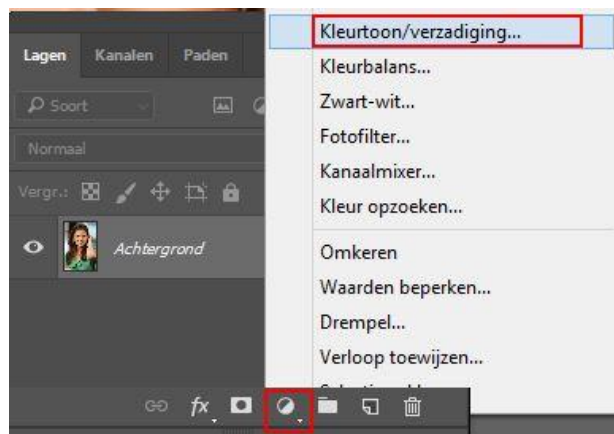 Kleurtoon/verzadiging...
Lagen Kanalen Paden
Kleurbalans...
Soort
Zwart-wit...
Normaal
Fotofilter...
Kanaalmixer...
Vergr.:
Kleur opzoeken...
Achtergrond
Omkeren
Waarden beperken...
Drempel...
Verloop toewijzen...
fx